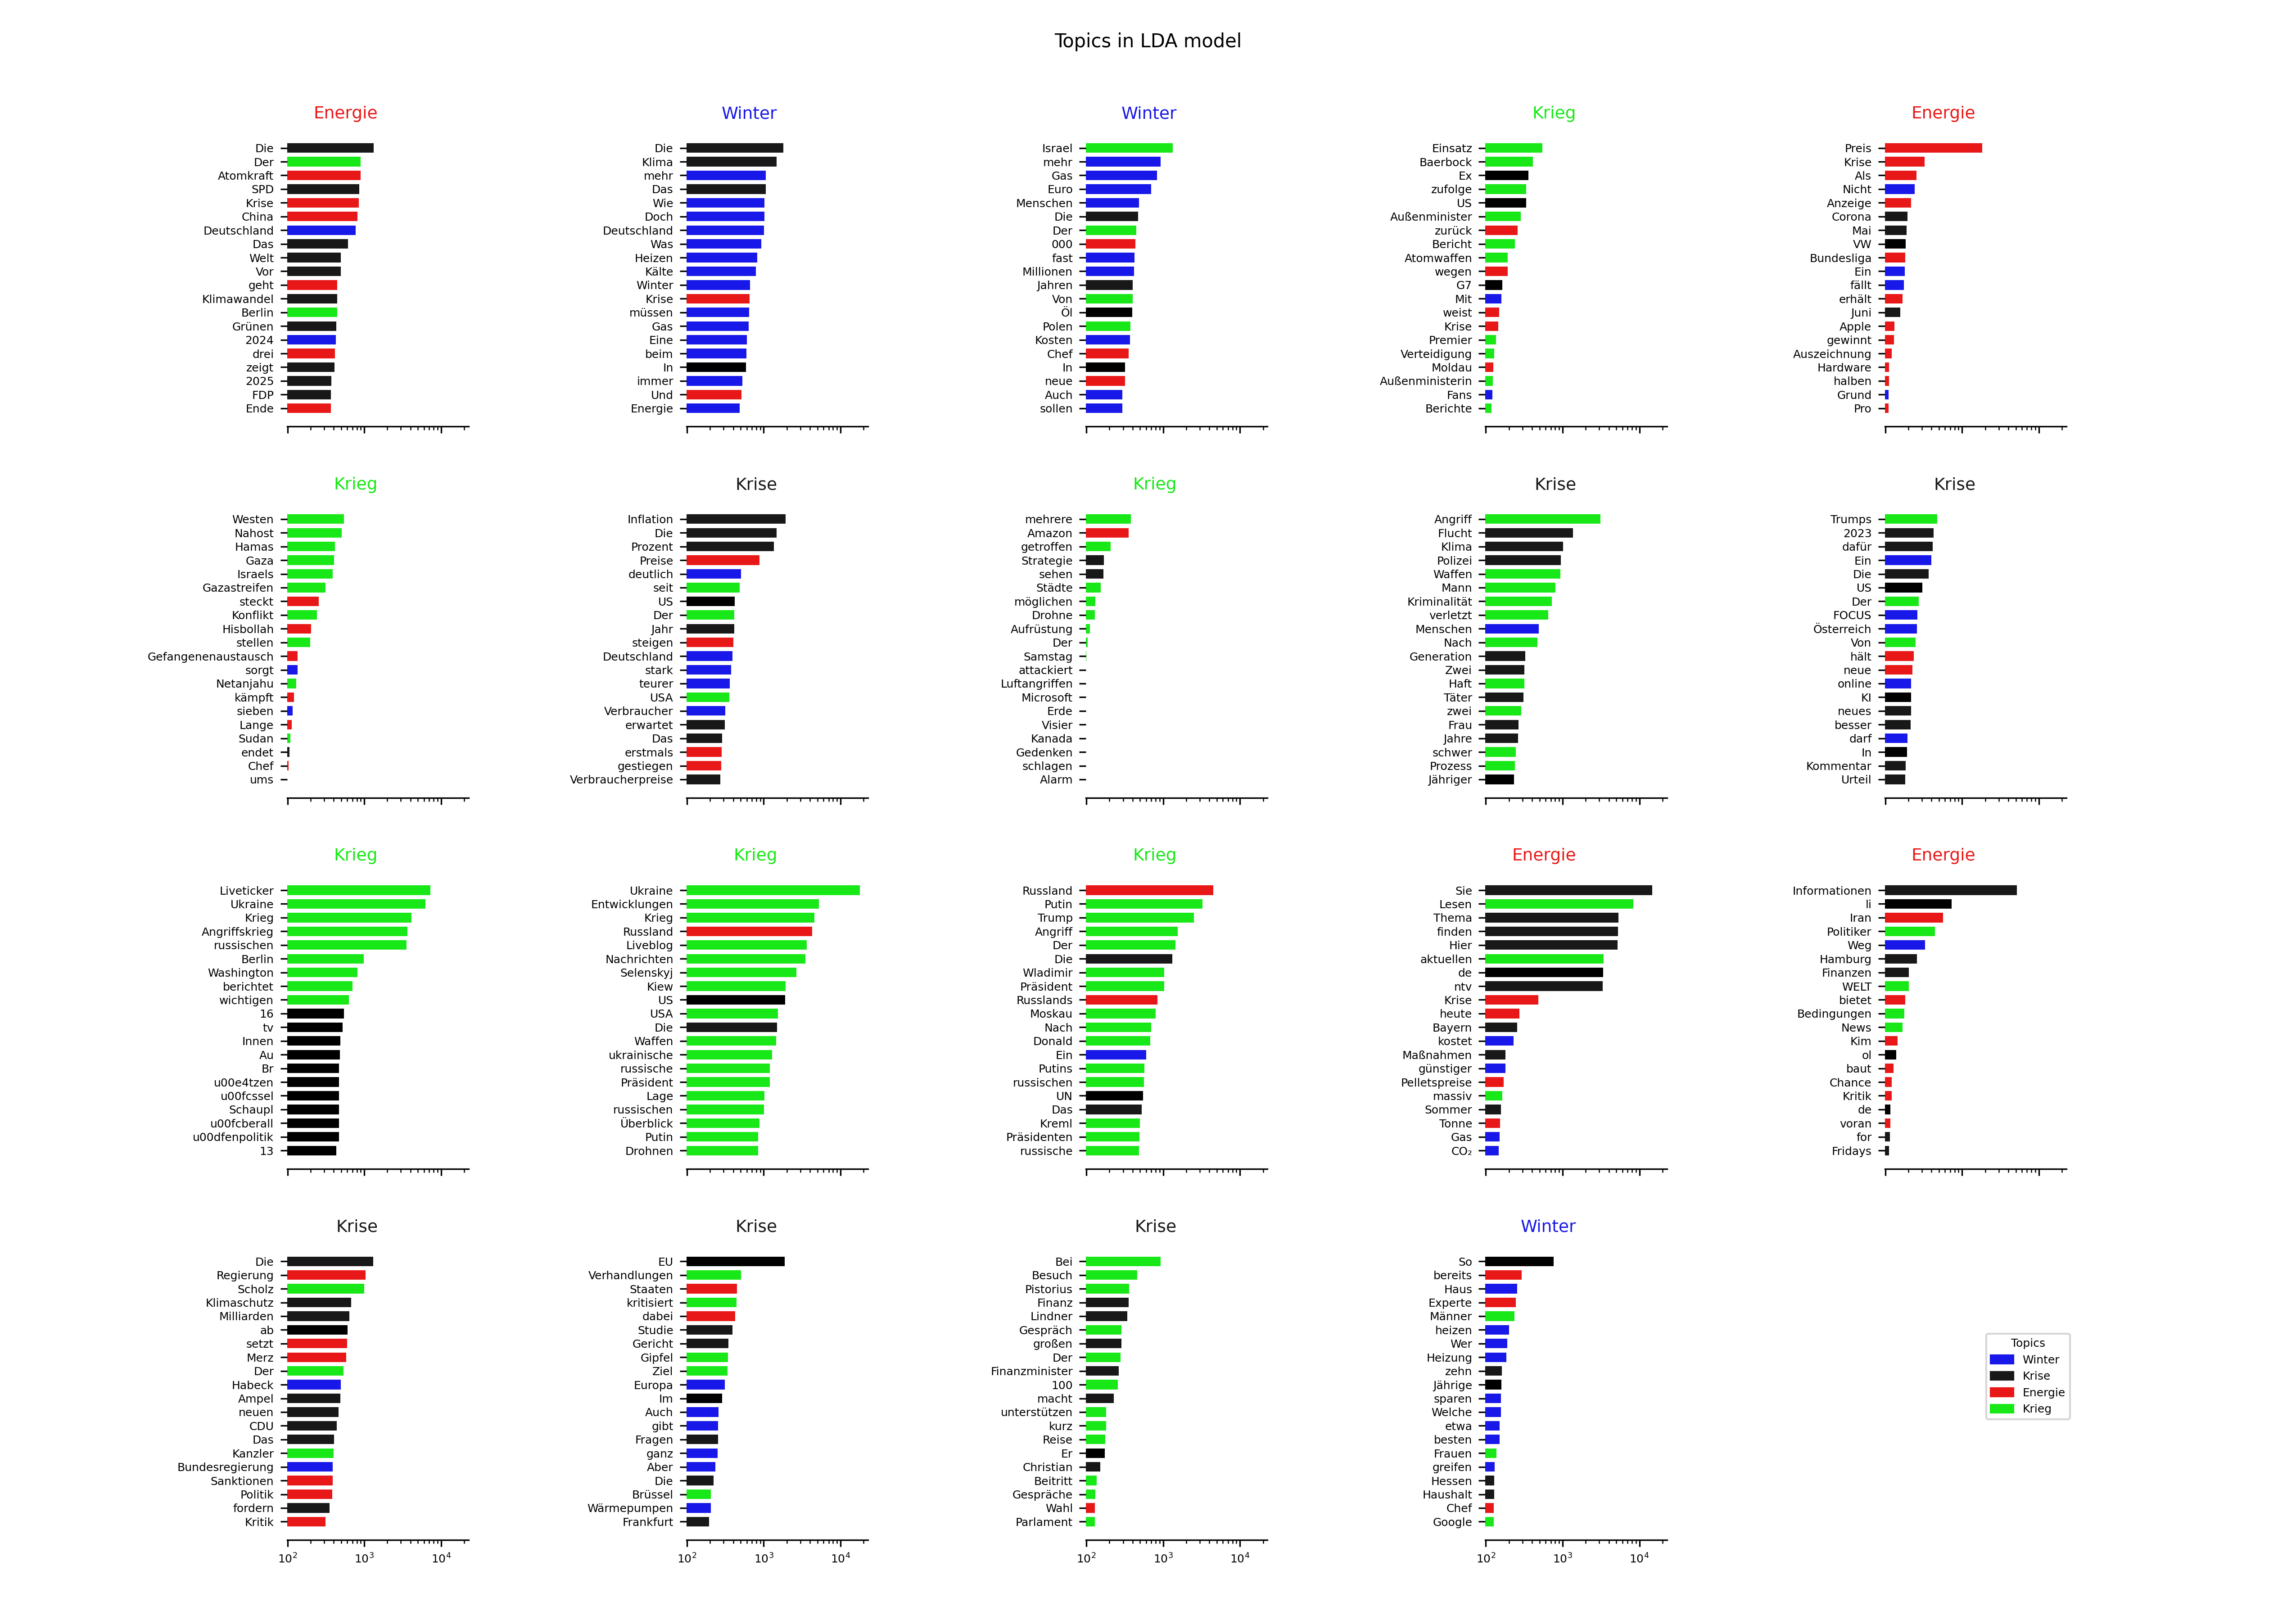 Topics in LDA model
Energie
Die
Der
Atomkraft
SPD
Krise
China
Deutschland
Das
Welt
Vor
geht
Klimawandel
Berlin
Grünen
2024
drei
zeigt
2025
FDP
Ende
Winter
Die
Klima
mehr
Das
Wie
Doch
Deutschland
Was
Heizen
Kälte
Winter
Krise
müssen
Gas
Eine
beim
In
immer
Und
Energie
Winter
Israel
mehr
Gas
Euro
Menschen
Die
Der
000
fast
Millionen
Jahren
Von
Öl
Polen
Kosten
Chef
In
neue
Auch
sollen
Krieg
Einsatz
Baerbock
Ex
zufolge
US
Außenminister
zurück
Bericht
Atomwaffen
wegen
G7
Mit
weist
Krise
Premier
Verteidigung
Moldau
Außenministerin
Fans
Berichte
Energie
Preis
Krise
Als
Nicht
Anzeige
Corona
Mai
VW
Bundesliga
Ein
fällt
erhält
Juni
Apple
gewinnt
Auszeichnung
Hardware
halben
Grund
Pro
Krieg
Westen
Nahost
Hamas
Gaza
Israels
Gazastreifen
steckt
Konflikt
Hisbollah
stellen
Gefangenenaustausch
sorgt
Netanjahu
kämpft
sieben
Lange
Sudan
endet
Chef
ums
Krise
Inflation
Die
Prozent
Preise
deutlich
seit
US
Der
Jahr
steigen
Deutschland
stark
teurer
USA
Verbraucher
erwartet
Das
erstmals
gestiegen
Verbraucherpreise
Krieg
mehrere
Amazon
getroffen
Strategie
sehen
Städte
möglichen
Drohne
Aufrüstung
Der
Samstag
attackiert
Luftangriffen
Microsoft
Erde
Visier
Kanada
Gedenken
schlagen
Alarm
Krise
Angriff
Flucht
Klima
Polizei
Waffen
Mann
Kriminalität
verletzt
Menschen
Nach
Generation
Zwei
Haft
Täter
zwei
Frau
Jahre
schwer
Prozess
Jähriger
Krise
Trumps
2023
dafür
Ein
Die
US
Der
FOCUS
Österreich
Von
hält
neue
online
KI
neues
besser
darf
In
Kommentar
Urteil
Krieg
Liveticker
Ukraine
Krieg
Angriffskrieg
russischen
Berlin
Washington
berichtet
wichtigen
16
tv
Innen
Au
Br
u00e4tzen
u00fcssel
Schaupl
u00fcberall
u00dfenpolitik
13
Krieg
Ukraine
Entwicklungen
Krieg
Russland
Liveblog
Nachrichten
Selenskyj
Kiew
US
USA
Die
Waffen
ukrainische
russische
Präsident
Lage
russischen
Überblick
Putin
Drohnen
Krieg
Russland
Putin
Trump
Angriff
Der
Die
Wladimir
Präsident
Russlands
Moskau
Nach
Donald
Ein
Putins
russischen
UN
Das
Kreml
Präsidenten
russische
Energie
Sie
Lesen
Thema
finden
Hier
aktuellen
de
ntv
Krise
heute
Bayern
kostet
Maßnahmen
günstiger
Pelletspreise
massiv
Sommer
Tonne
Gas
CO₂
Energie
Informationen
li
Iran
Politiker
Weg
Hamburg
Finanzen
WELT
bietet
Bedingungen
News
Kim
ol
baut
Chance
Kritik
de
voran
for
Fridays
Krise
Die
Regierung
Scholz
Klimaschutz
Milliarden
ab
setzt
Merz
Der
Habeck
Ampel
neuen
CDU
Das
Kanzler
Bundesregierung
Sanktionen
Politik
fordern
Kritik
10² 10³ 10⁴
Krise
EU
Verhandlungen
Staaten
kritisiert
dabei
Studie
Gericht
Gipfel
Ziel
Europa
Im
Auch
gibt
Fragen
ganz
Aber
Die
Brüssel
Wärmepumpen
Frankfurt
10² 10³ 10⁴
Krise
Bei
Besuch
Pistorius
Finanz
Lindner
Gespräch
großen
Der
Finanzminister
100
macht
unterstützen
kurz
Reise
Er
Christian
Beitritt
Gespräche
Wahl
Parlament
10² 10³ 10⁴
Winter
So
bereits
Haus
Experte
Männer
heizen
Wer
Heizung
zehn
Jährige
sparen
Welche
etwa
besten
Frauen
greifen
Hessen
Haushalt
Chef
Google
10² 10³ 10⁴
Topics
Winter
Krise
Energie
Krieg